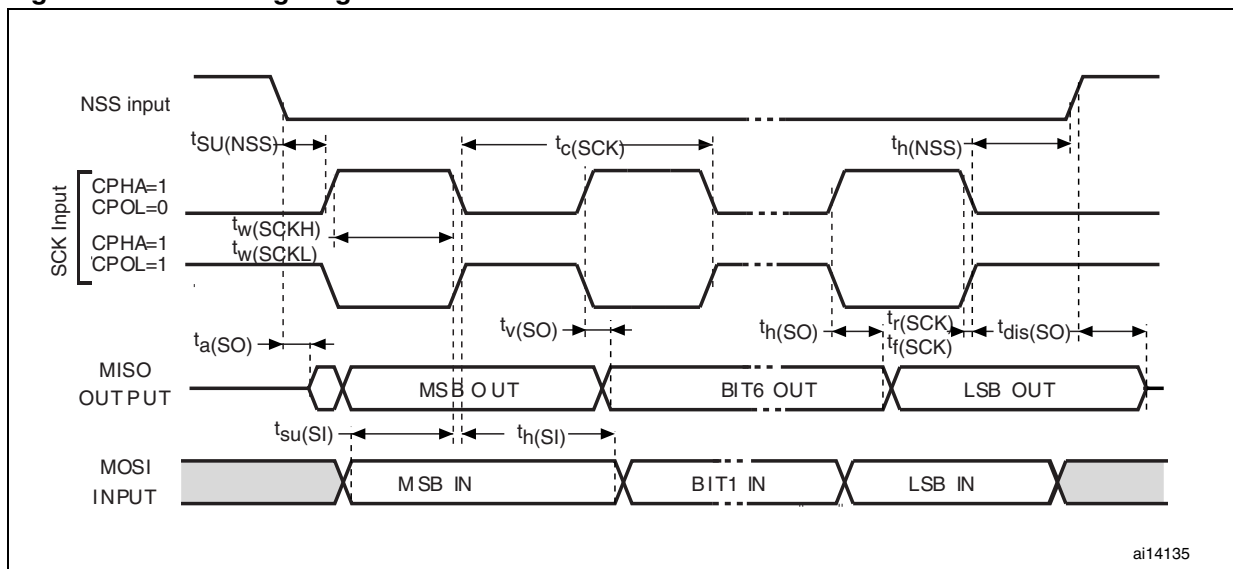 NSS input
tSU(NSS)
tc(SCK)
th(NSS)
SCK Input
CPHA=1
CPOL=0
tw(SCKH)
tw(SCKL)
CPHA=1
CPOL=1
ta(SO)
tv(SO)
th(SO)
tr(SCK)
tf(SCK)
tdis(SO)
MISO
OUTPUT
MSB OUT
BIT6 OUT
LSB OUT
tsu(SI)
th(SI)
MOSI
INPUT
MSB IN
BIT1 IN
LSB IN
ai14135